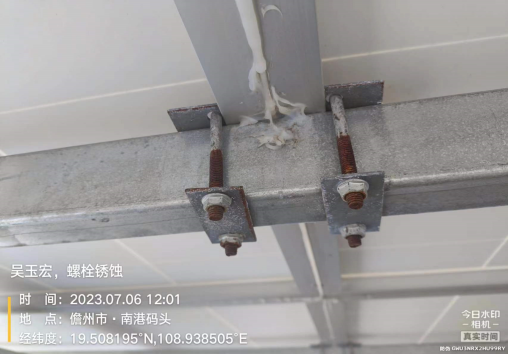 吴玉宏，螺栓锈蚀
时　间：2023.07.06 12:01
地　点：儋州市·南港码头
经纬度：19.508195°N,108.938505°E
今日水印
-相机-
真实时间